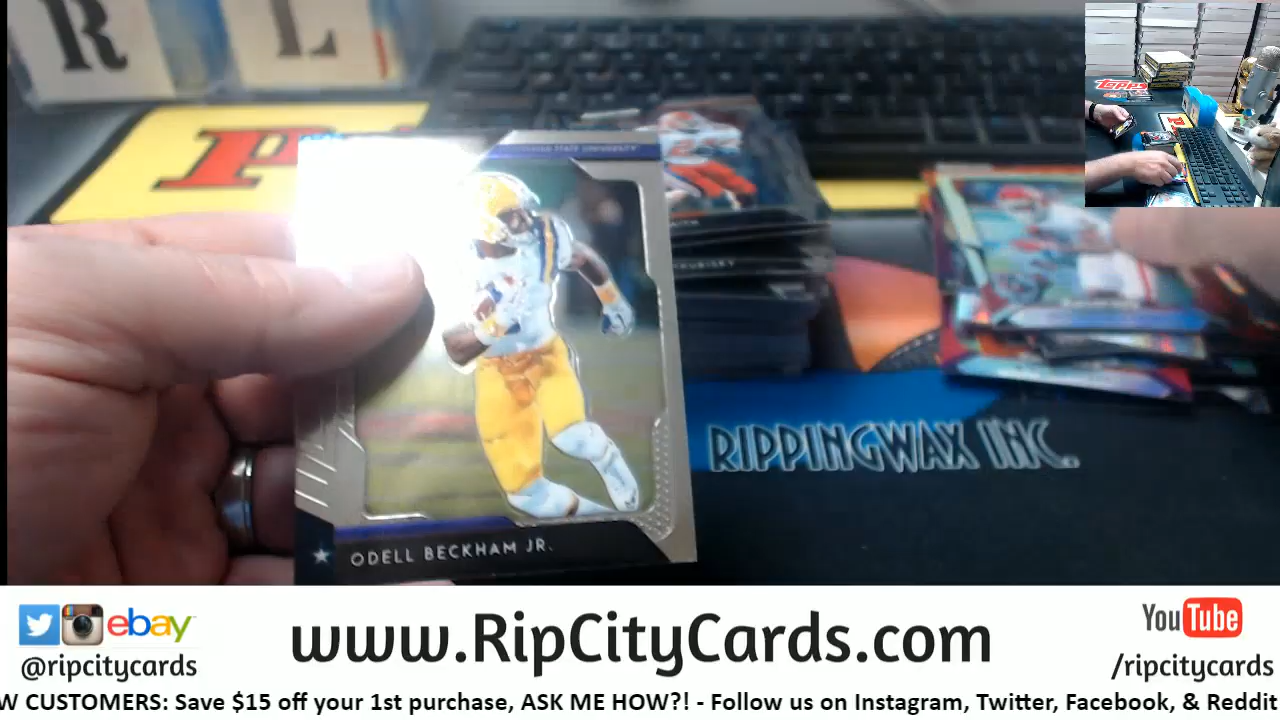 R L
P
Topps
STATE UNIVERSITY
RIPPINGWAX INC.
★ ODELL BECKHAM JR.
ebay
@ripcitycards
www.RipCityCards.com
YouTube
/ripcitycards
W CUSTOMERS: Save $15 off your 1st purchase, ASK ME HOW?! - Follow us on Instagram, Twitter, Facebook, & Reddit